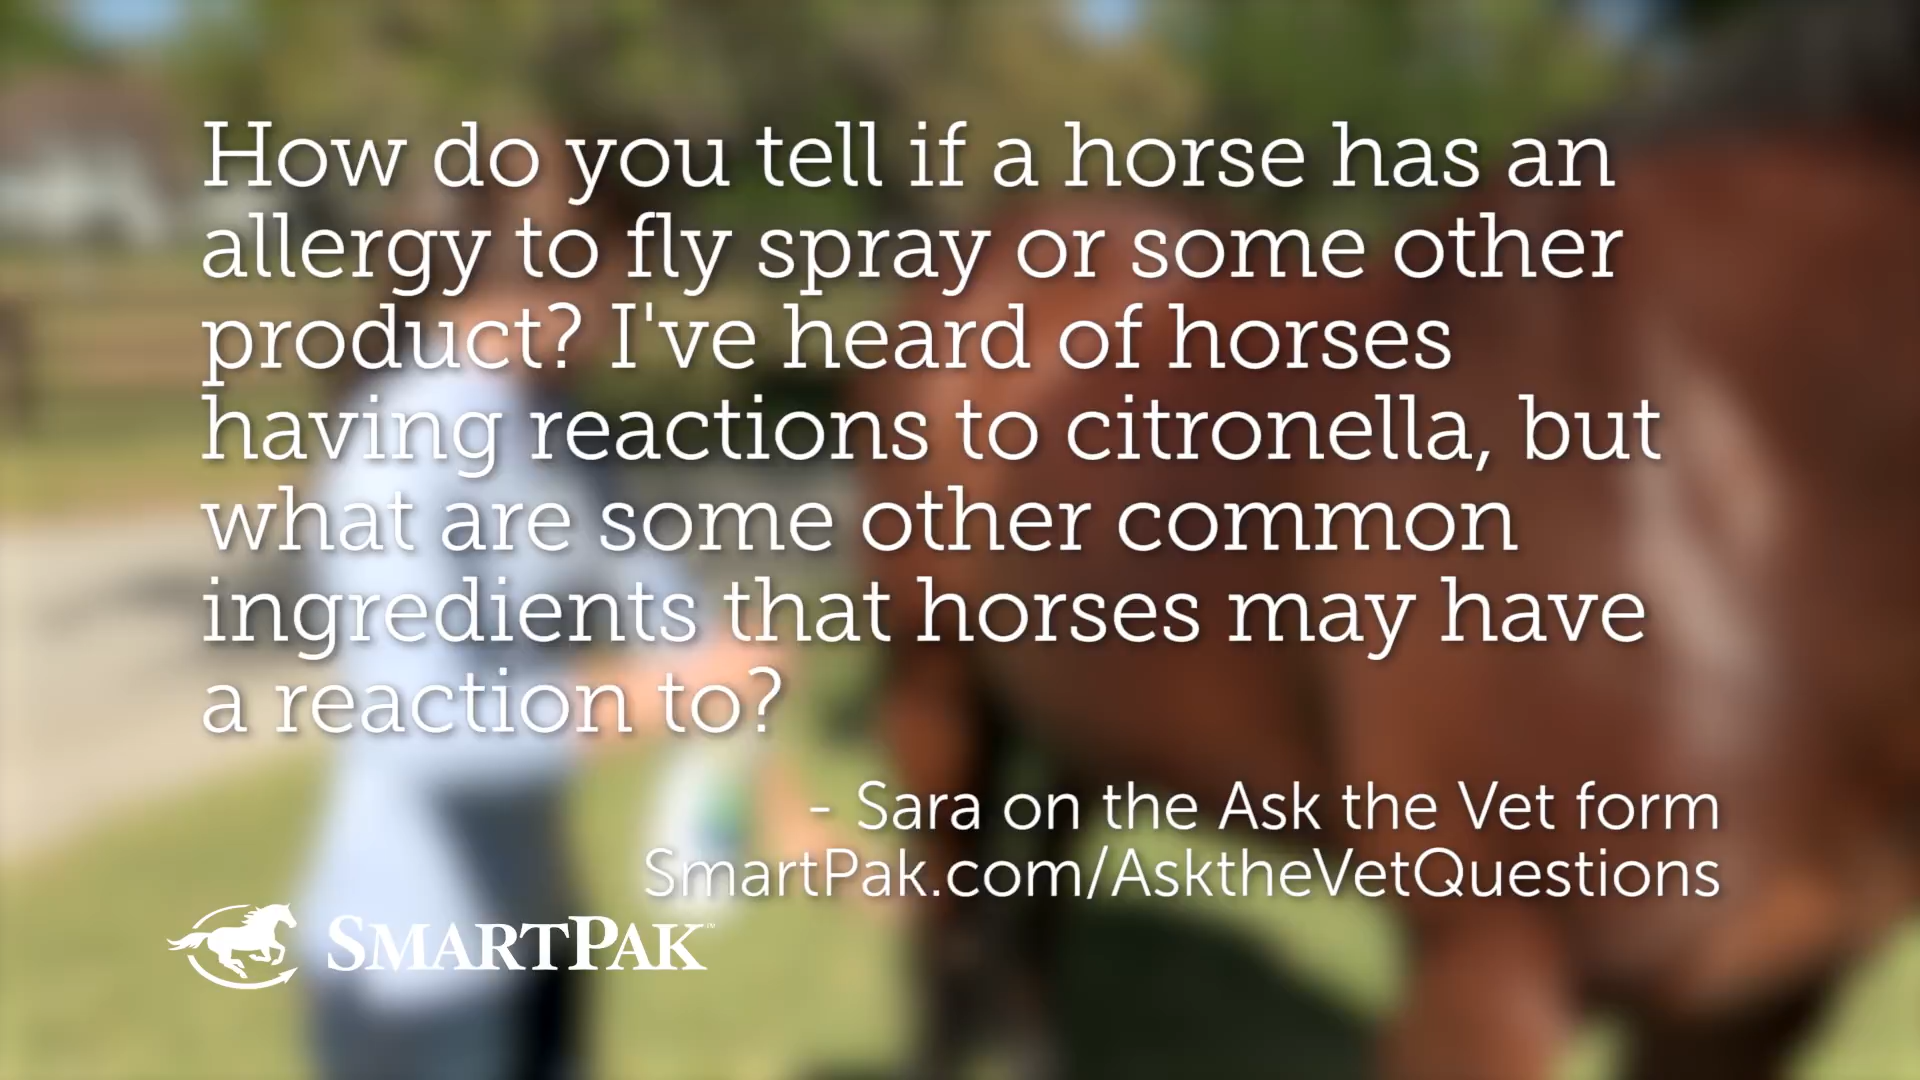 How do you tell if a horse has an
allergy to fly spray or some other
product? I've heard of horses
having reactions to citronella, but
what are some other common
ingredients that horses may have
a reaction to?
- Sara on the Ask the Vet form
SmartPak.com/AsktheVetQuestions
SMARTPAK™